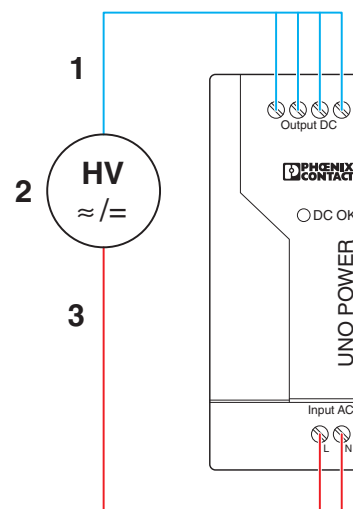 1
Output DC
PHŒNIX
CONTACT
HV
≈/=
2
DC OK
UNO POWER
3
Input AC
L
N